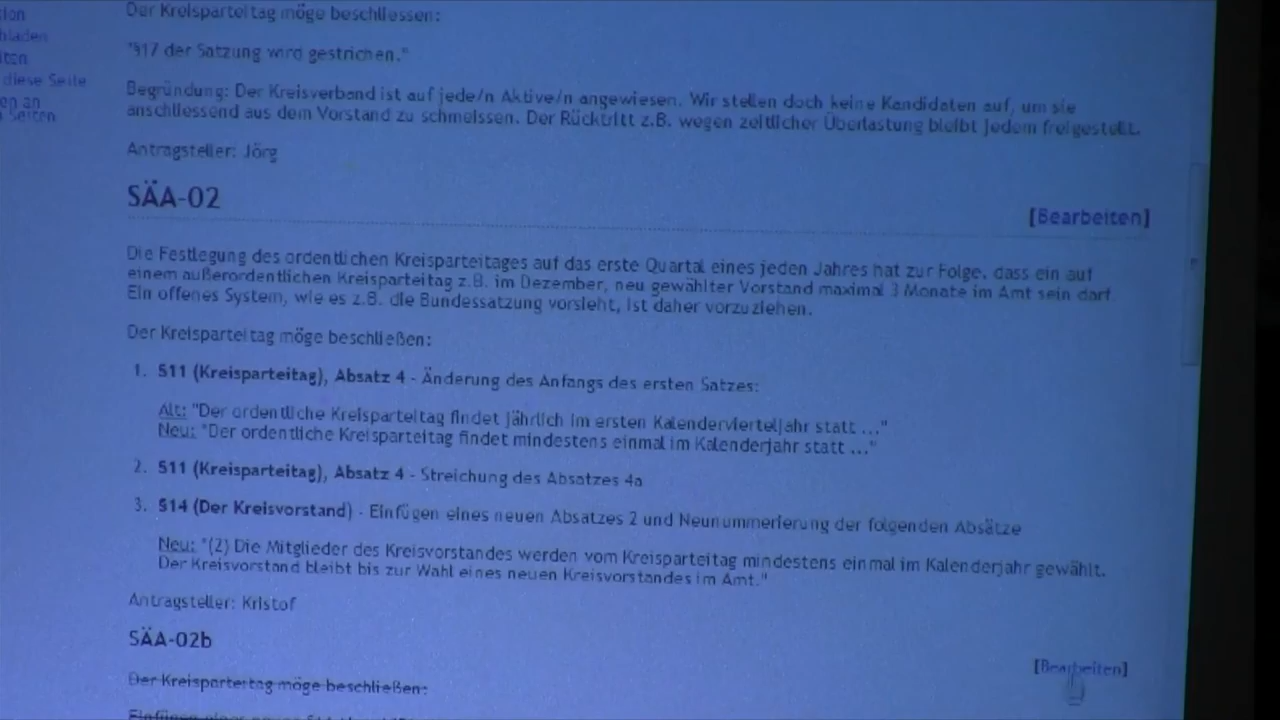 Der Kreisparteitag möge beschliessen:
"§17 der Satzung wird gestrichen."
diese Seite
en an
Seiten
Begründung: Der Kreisverband ist auf jede/n Aktive/n angewiesen. Wir stellen doch keine Kandidaten auf, um sie
anschliessend aus dem Vorstand zu schmeissen. Der Rücktritt z.B. wegen zeitlicher Überlastung bleibt jedem freigestellt.
Antragsteller: Jörg
SÄA-02
[Bearbeiten]
Die Festlegung des ordentlichen Kreisparteitages auf das erste Quartal eines jeden Jahres hat zur Folge, dass ein auf
einem außerordentlichen Kreisparteitag z.B. im Dezember, neu gewählter Vorstand maximal 3 Monate im Amt sein darf.
Ein offenes System, wie es z.B. die Bundessatzung vorsieht, ist daher vorzuziehen.
Der Kreisparteitag möge beschließen:
1. §11 (Kreisparteitag), Absatz 4 - Änderung des Anfangs des ersten Satzes:
Alt: "Der ordentliche Kreisparteitag findet jährlich im ersten Kalendervierteljahr statt ..."
Neu: "Der ordentliche Kreisparteitag findet mindestens einmal im Kalenderjahr statt ..."
2. §11 (Kreisparteitag), Absatz 4 - Streichung des Absatzes 4a
3. §14 (Der Kreisvorstand) - Einfügen eines neuen Absatzes 2 und Neunummerierung der folgenden Absätze
Neu: "(2) Die Mitglieder des Kreisvorstandes werden vom Kreisparteitag mindestens einmal im Kalenderjahr gewählt.
Der Kreisvorstand bleibt bis zur Wahl eines neuen Kreisvorstandes im Amt."
Antragsteller: Kristof
SÄA-02b
[Bearbeiten]
Der Kreisparteitag möge beschließen: